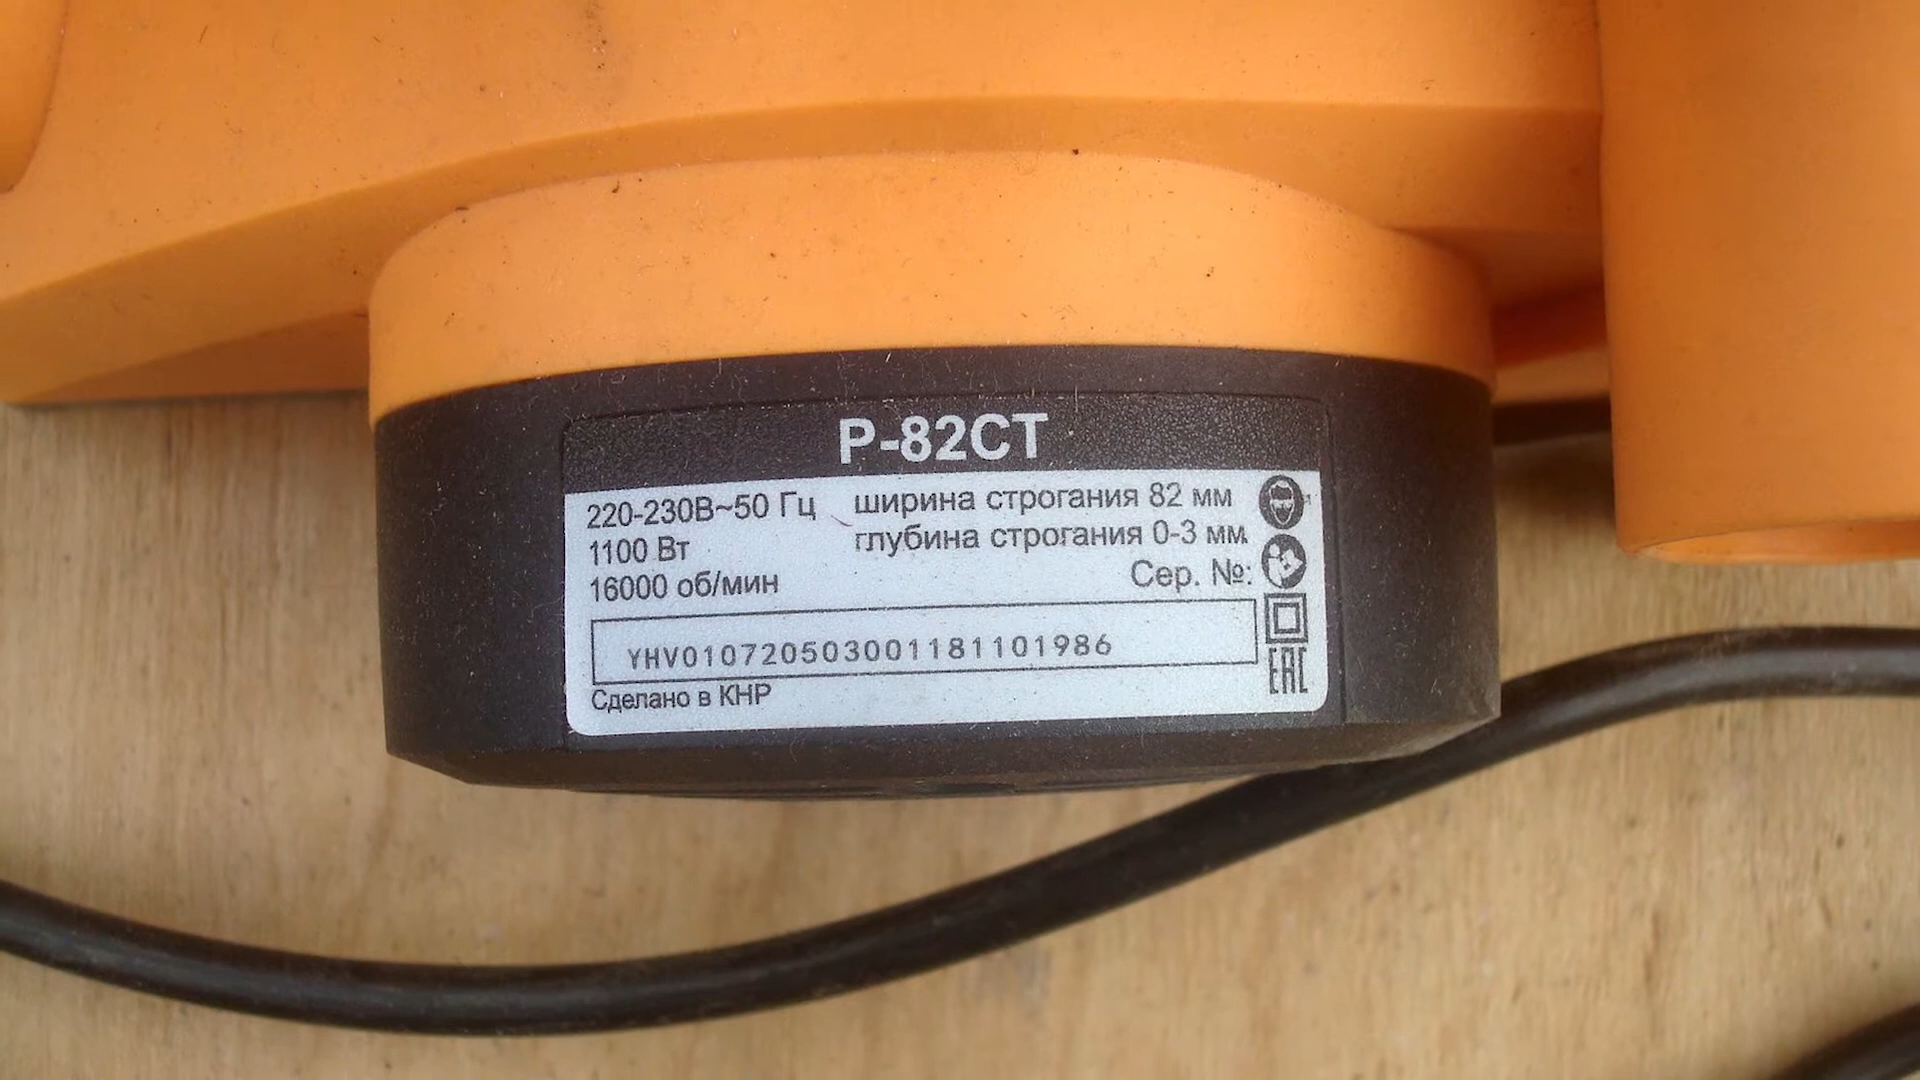 Р-82СТ
220-230В~50 Гц
1100 Вт
16000 об/мин
ширина строгания 82 мм
глубина строгания 0-3 мм
Сер. №:
YHV010720503001181101986
Сделано в КНР
EAC